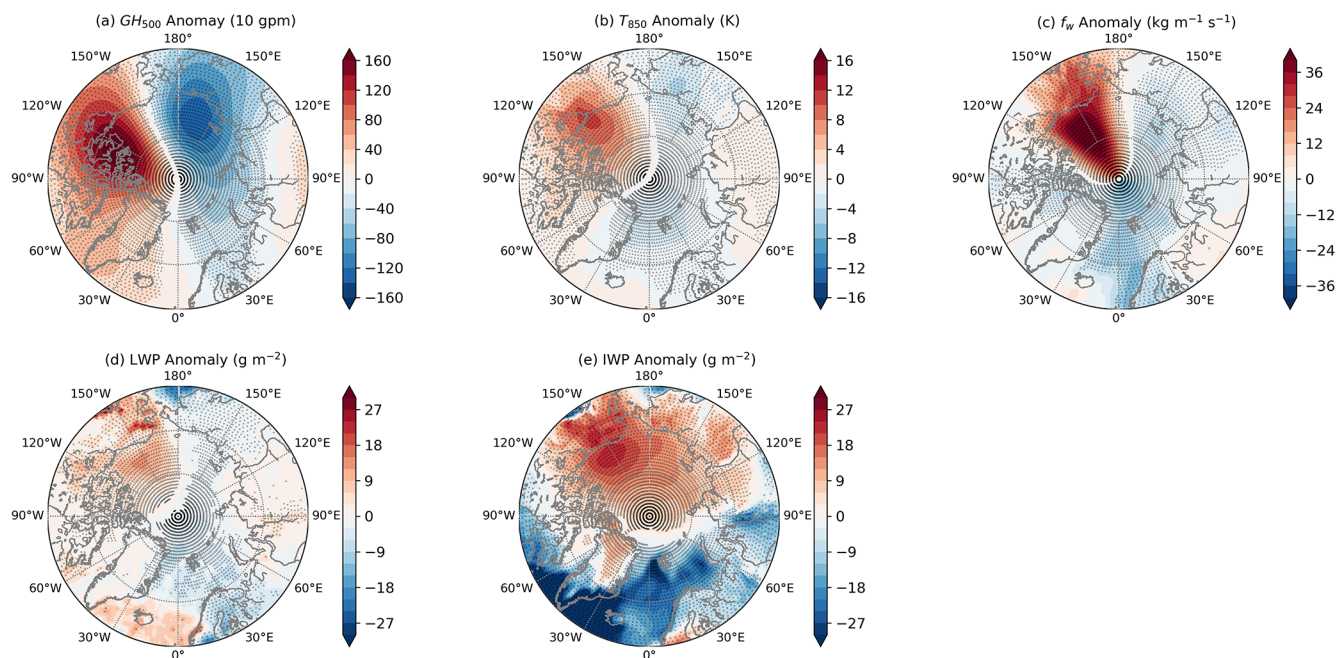 (a) GH500 Anomay (10 gpm)
180°
150°W
150°E
120°W
120°E
90°W
90°E
60°W
60°E
30°W
30°E
0°
160
120
80
40
0
−40
−80
−120
−160
(b) T850 Anomaly (K)
180°
150°W
150°E
120°W
120°E
90°W
90°E
60°W
60°E
30°W
30°E
0°
16
12
8
4
0
−4
−8
−12
−16
(c) fw Anomaly (kg m−1 s−1)
180°
150°W
150°E
120°W
120°E
90°W
90°E
60°W
60°E
30°W
30°E
0°
36
24
12
0
−12
−24
−36
(d) LWP Anomaly (g m−2)
180°
150°W
150°E
120°W
120°E
90°W
90°E
60°W
60°E
30°W
30°E
0°
27
18
9
0
−9
−18
−27
(e) IWP Anomaly (g m−2)
180°
150°W
150°E
120°W
120°E
90°W
90°E
60°W
60°E
30°W
30°E
0°
27
18
9
0
−9
−18
−27